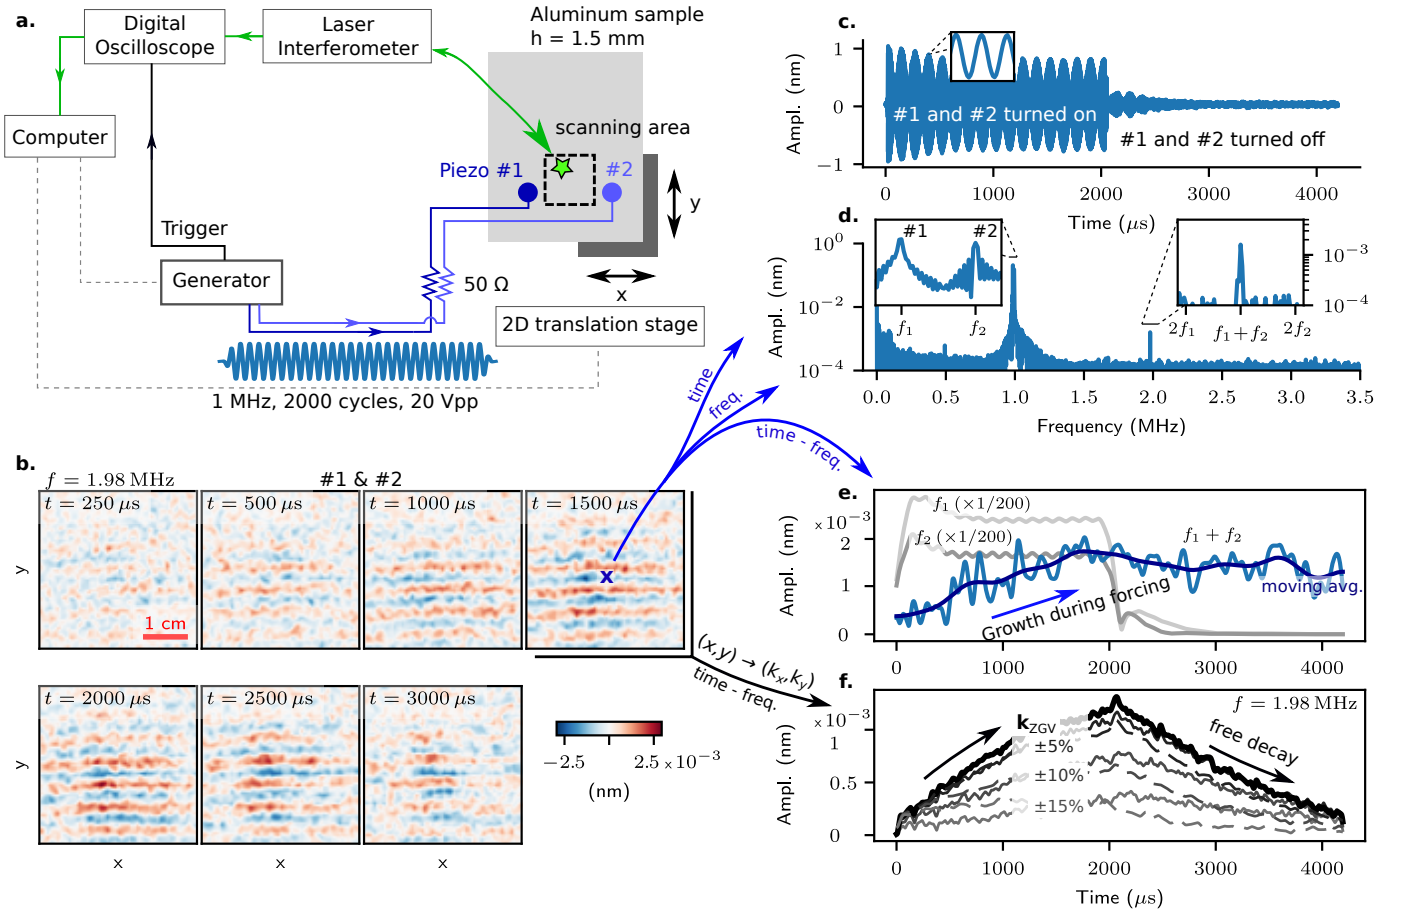 a.
Digital
Oscilloscope
Laser
Interferometer
Aluminum sample
h = 1.5 mm
Computer
scanning area
Piezo #1
#2
y
x
Trigger
Generator
50 Ω
2D translation stage
1 MHz, 2000 cycles, 20 Vpp
time
freq.
time - freq.
b.
f = 1.98 MHz
#1 & #2
t = 250 μs
t = 500 μs
t = 1000 μs
t = 1500 μs
y
x
1 cm
(x,y) → (kx,ky)
time - freq.
t = 2000 μs
t = 2500 μs
t = 3000 μs
y
x
x
x
−2.5
2.5 ×10⁻³
(nm)
c.
Ampl. (nm)
1
0
−1
#1 and #2 turned on
#1 and #2 turned off
0
1000
2000
3000
4000
Time (μs)
d.
Ampl. (nm)
10⁰
10⁻²
10⁻⁴
#1
#2
f₁
f₂
10⁻³
10⁻⁴
2f₁
f₁+f₂
2f₂
0.0
0.5
1.0
1.5
2.0
2.5
3.0
3.5
Frequency (MHz)
e.
Ampl. (nm)
×10⁻³
2
1
0
f₁ (×1/200)
f₂ (×1/200)
f₁ + f₂
moving avg.
Growth during forcing
0
1000
2000
3000
4000
f.
Ampl. (nm)
×10⁻³
1
0.5
0
f = 1.98 MHz
kZGV
±5%
±10%
±15%
free decay
0
1000
2000
3000
4000
Time (μs)